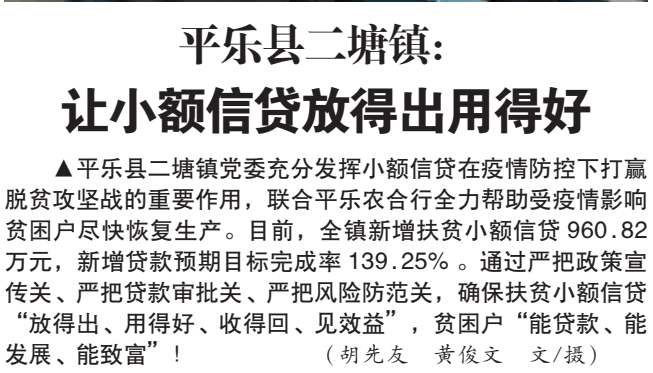 平乐县二塘镇：
让小额信贷放得出用得好
▲平乐县二塘镇党委充分发挥小额信贷在疫情防控下打赢
脱贫攻坚战的重要作用，联合平乐农合行全力帮助受疫情影响
贫困户尽快恢复生产。目前，全镇新增扶贫小额信贷 960.82
万元，新增贷款预期目标完成率 139.25% 。通过严把政策宣
传关、严把贷款审批关、严把风险防范关，确保扶贫小额信贷
“放得出、用得好、收得回、见效益”，贫困户“能贷款、能
发展、能致富”！ （胡先友 黄俊文 文/摄）